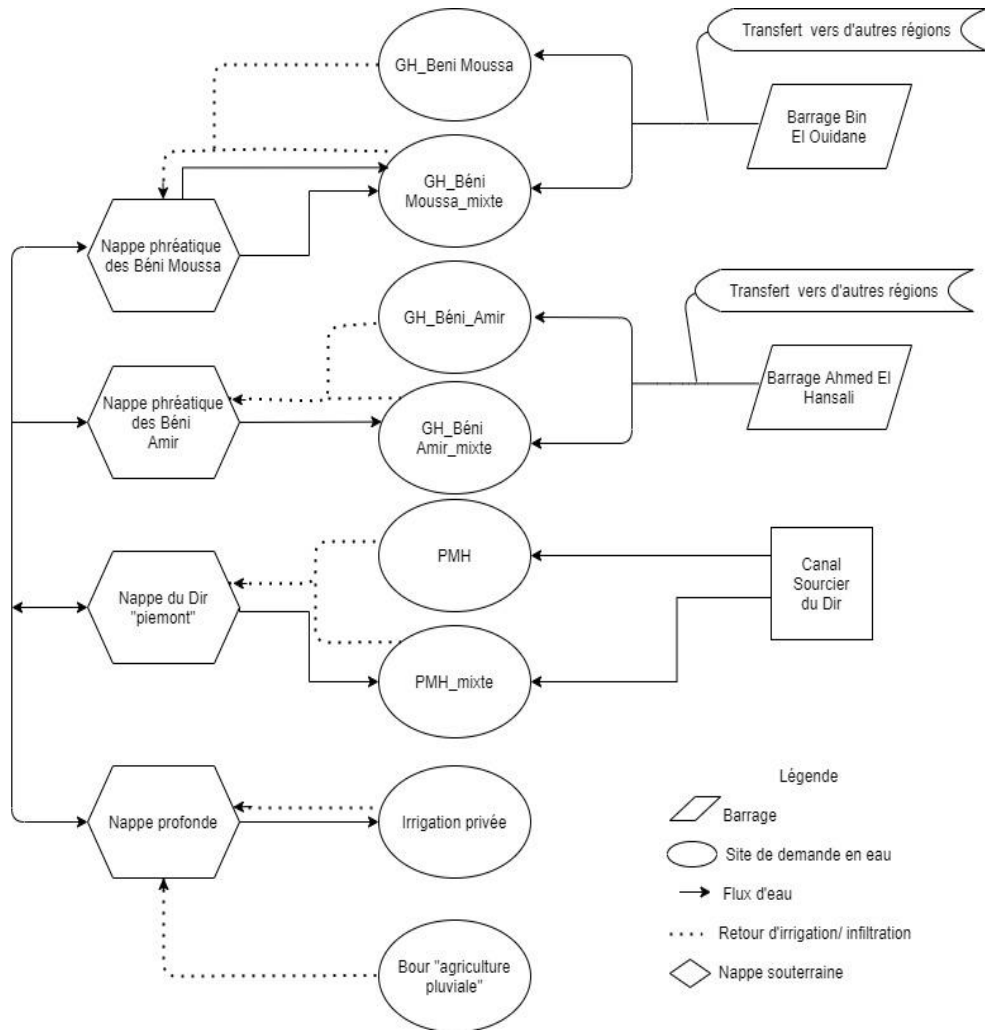 Transfert vers d'autres régions
GH_Beni Moussa
Barrage Bin
El Ouidane
GH_Béni
Moussa_mixte
Nappe phréatique
des Béni Moussa
Transfert vers d'autres régions
GH_Béni_Amir
Barrage Ahmed El
Hansali
Nappe phréatique
des Béni
Amir
GH_Béni
Amir_mixte
PMH
Canal
Sourcier
du Dir
Nappe du Dir
"piemont"
PMH_mixte
Nappe profonde
Irrigation privée
Bour "agriculture
pluviale"
Légende
Barrage
Site de demande en eau
Flux d'eau
Retour d'irrigation/ infiltration
Nappe souterraine